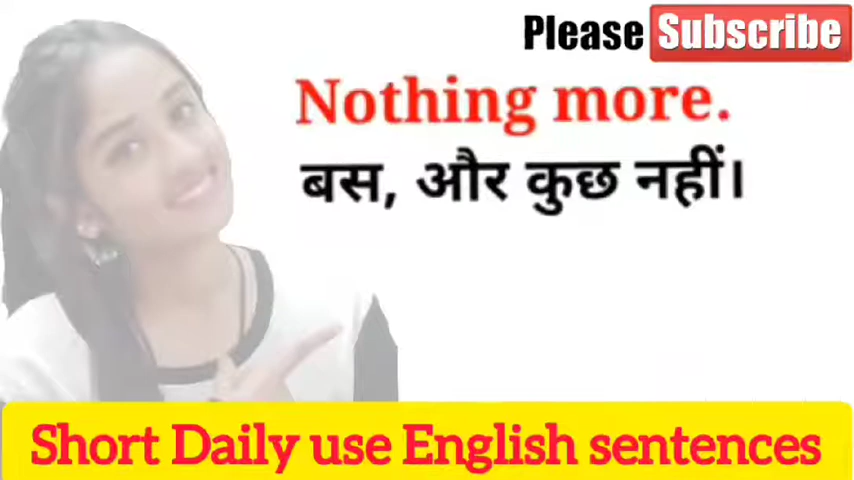 Please Subscribe
Nothing more.
बस, और कुछ नहीं।
Short Daily use English sentences